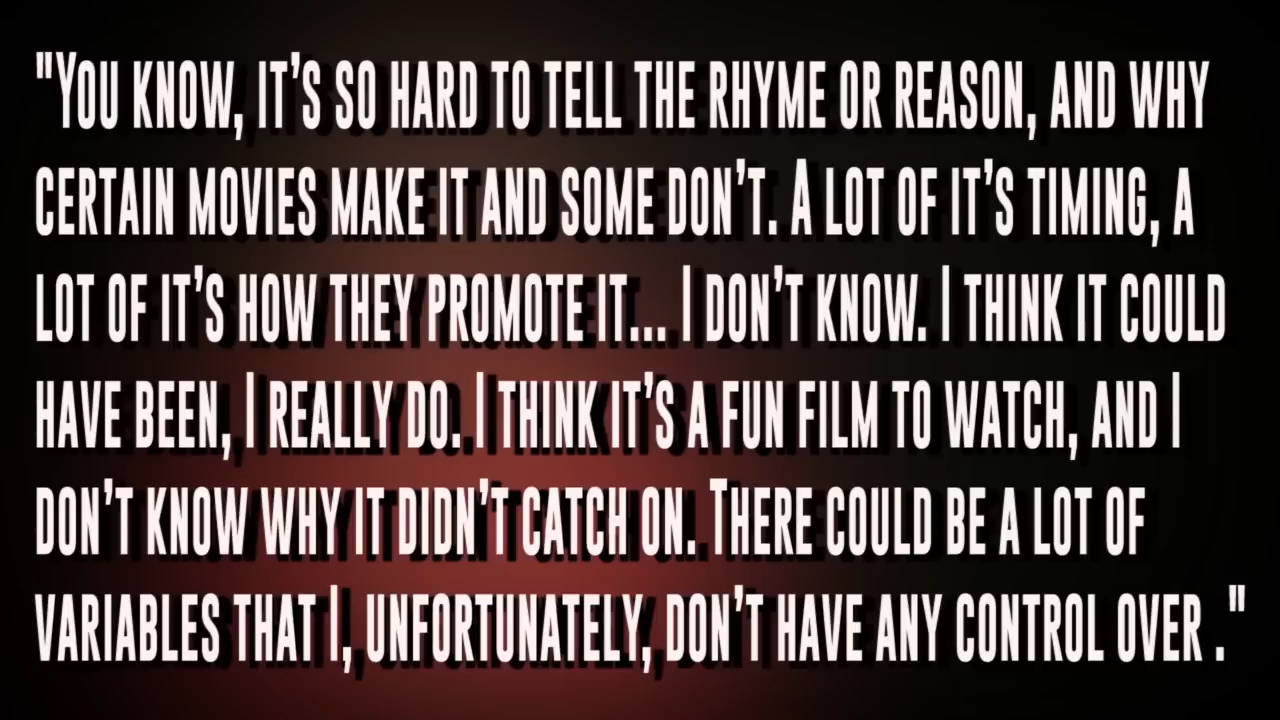 "You know, it's so hard to tell the rhyme or reason, and why
certain movies make it and some don't. A lot of it's timing, a
lot of it's how they promote it... I don't know. I think it could
have been, I really do. I think it's a fun film to watch, and I
don't know why it didn't catch on. There could be a lot of
variables that I, unfortunately, don't have any control over ."